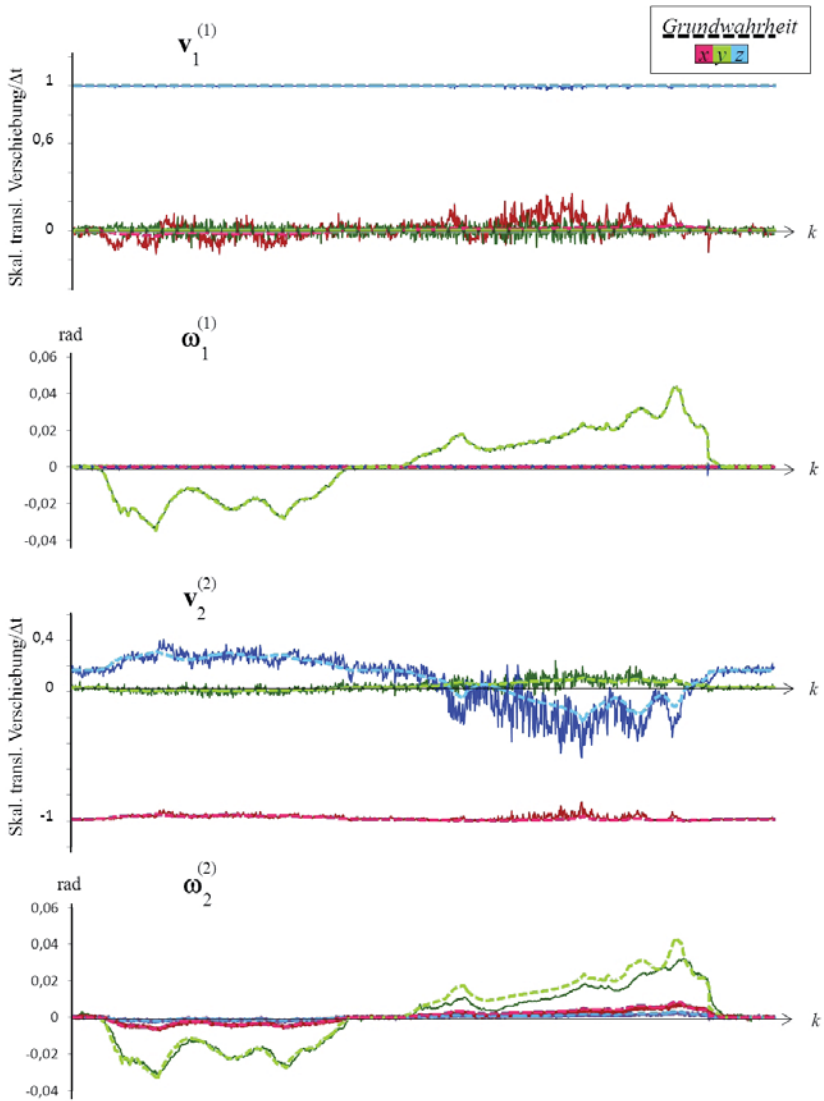 Grundwahrheit
x y z
v₁⁽¹⁾
Skal. transl. Verschiebung/Δt
1
0,6
0
k
ω₁⁽¹⁾
rad
0,06
0,04
0,02
0
-0,02
-0,04
k
v₂⁽²⁾
Skal. transl. Verschiebung/Δt
0,4
0
-1
k
ω₂⁽²⁾
rad
0,06
0,04
0,02
0
-0,02
-0,04
k